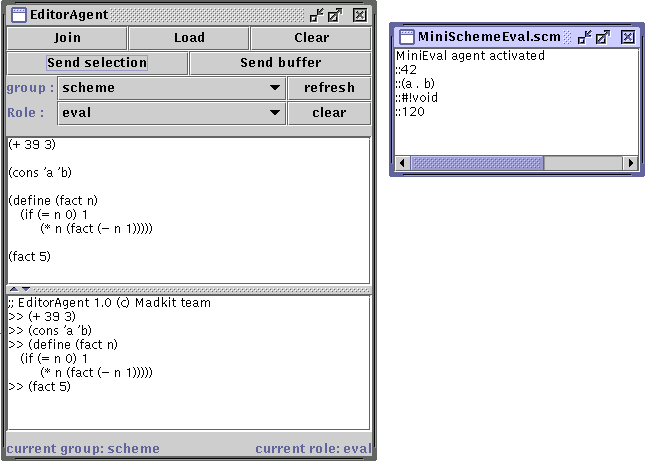 EditorAgent
Join Load Clear
Send selection Send buffer
group : scheme refresh
Role : eval clear
(+ 39 3)
(cons 'a 'b)
(define (fact n)
(if (= n 0) 1
(* n (fact (− n 1)))))
(fact 5)
;; EditorAgent 1.0 (c) Madkit team
>> (+ 39 3)
>> (cons 'a 'b)
>> (define (fact n)
(if (= n 0) 1
(* n (fact (− n 1)))))
>> (fact 5)
current group: scheme current role: eval
MiniSchemeEval.scm
MiniEval agent activated
::42
::(a . b)
::#!void
::120